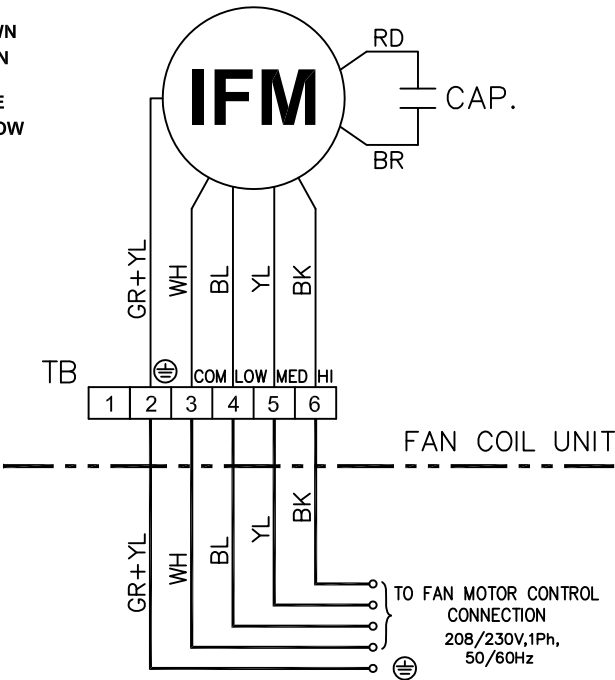 IFM
RD
CAP.
BR
GR+YL
WH
BL
YL
BK
TB
COM LOW MED HI
1 2 3 4 5 6
FAN COIL UNIT
GR+YL
WH
BL
YL
BK
TO FAN MOTOR CONTROL
CONNECTION
208/230V,1Ph,
50/60Hz